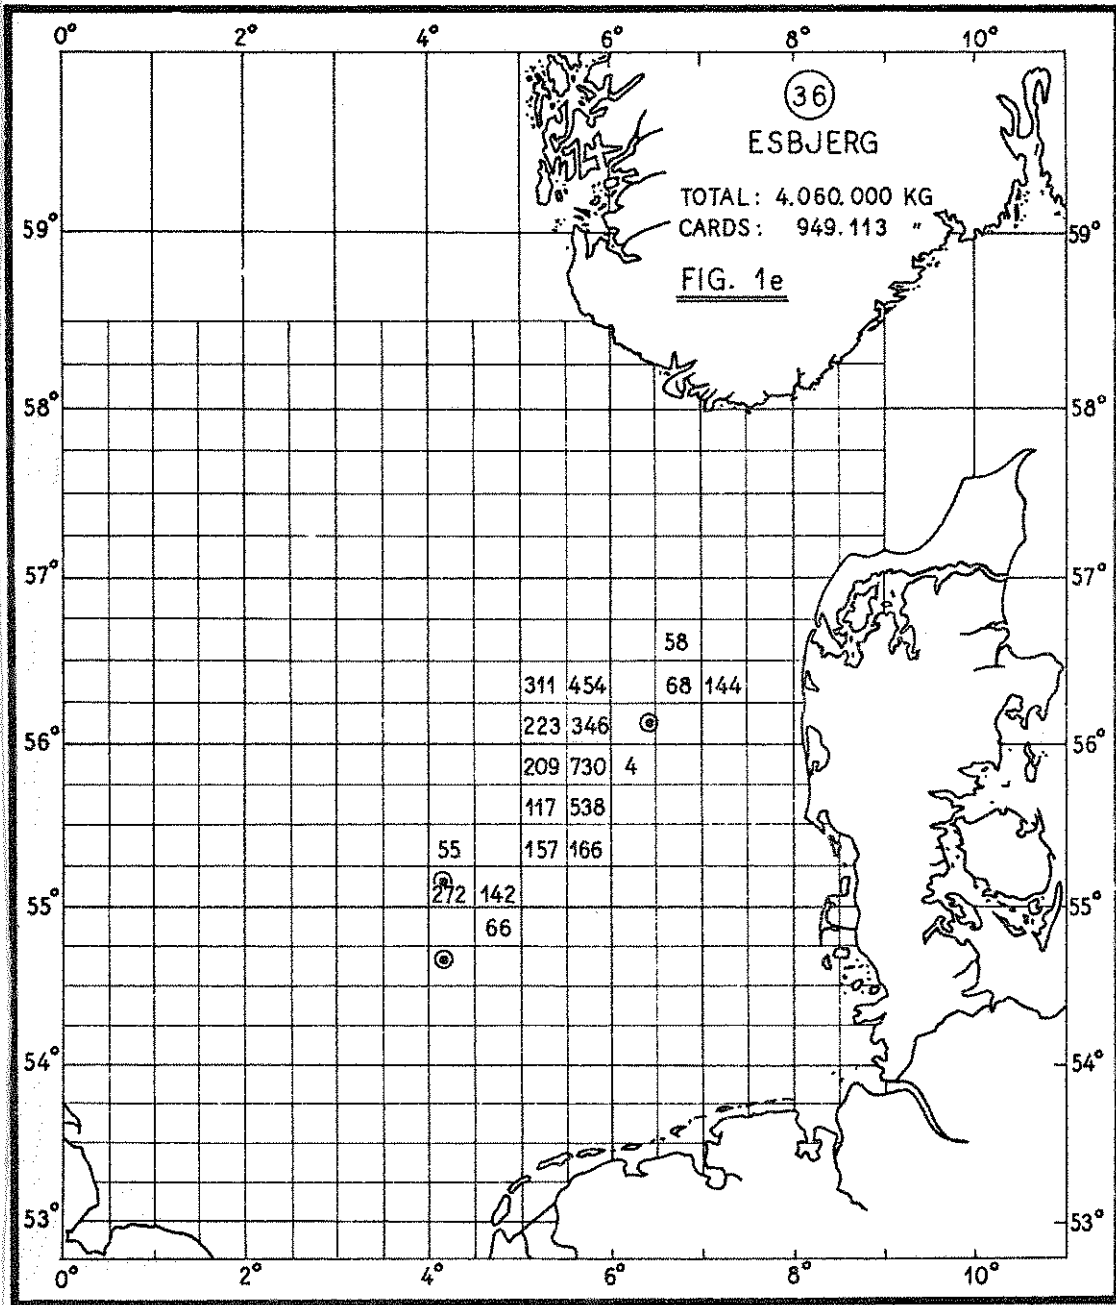 0° 2° 4° 6° 8° 10°
36
ESBJERG
TOTAL: 4.060.000 KG
CARDS: 949.113 "
59° 59°
FIG. 1e
58° 58°
57° 57°
58
311 454 68 144
223 346
56° 56°
209 730 4
117 538
55 157 166
272 142
55° 55°
66
54° 54°
53° 53°
0° 2° 4° 6° 8° 10°